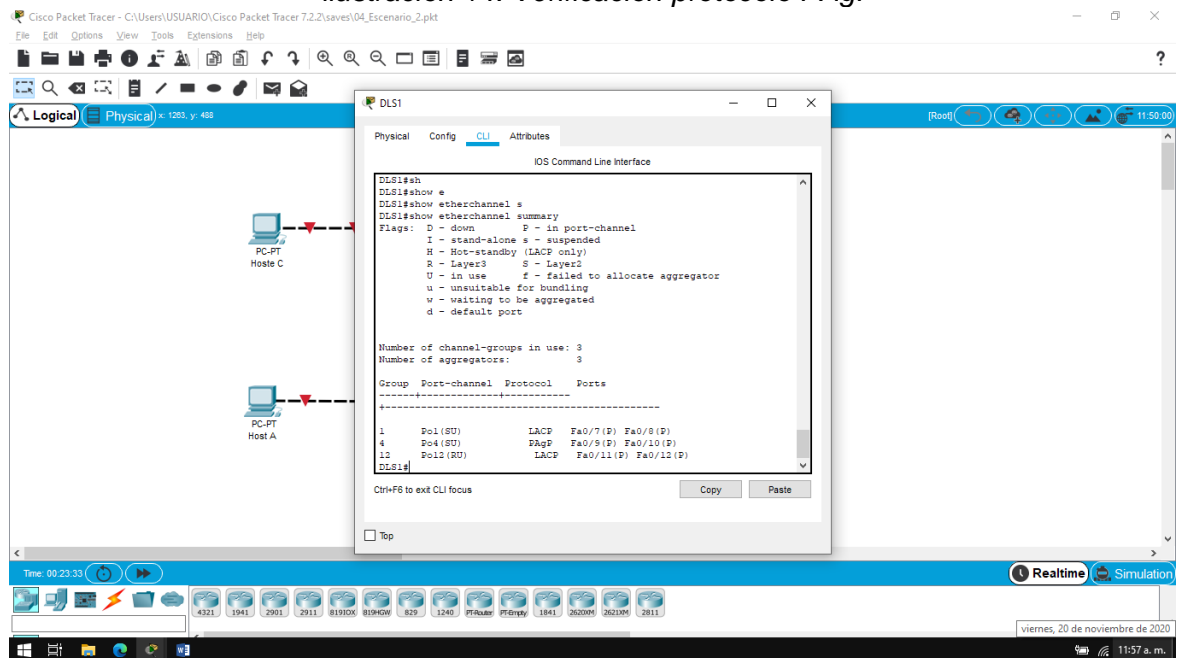 Cisco Packet Tracer - C:\Users\USUARIO\Cisco Packet Tracer 7.2.2\saves\04_Escenario_2.pkt
File Edit Options View Tools Extensions Help
?
Logical Physical x: 1263, y: 488
[Root] 11:50:00
PC-PT
Hoste C
PC-PT
Host A
DLS1
Physical Config CLI Attributes
IOS Command Line Interface
DLS1#sh
DLS1#show e
DLS1#show etherchannel s
DLS1#show etherchannel summary
Flags: D - down P - in port-channel
I - stand-alone s - suspended
H - Hot-standby (LACP only)
R - Layer3 S - Layer2
U - in use f - failed to allocate aggregator
u - unsuitable for bundling
w - waiting to be aggregated
d - default port
Number of channel-groups in use: 3
Number of aggregators: 3
Group Port-channel Protocol Ports
------+-------------+-----------
+----------------------------------------------
1 Po1(SU) LACP Fa0/7(P) Fa0/8(P)
4 Po4(SU) PAgP Fa0/9(P) Fa0/10(P)
12 Po12(RU) LACP Fa0/11(P) Fa0/12(P)
DLS1#
Ctrl+F6 to exit CLI focus
Copy Paste
Top
Time: 00:23:33
Realtime Simulation
4321 1941 2901 2911 819IOX 819HGW 829 1240 PT-Router PT-Empty 1841 2620XM 2621XM 2811
viernes, 20 de noviembre de 2020
11:57 a. m.